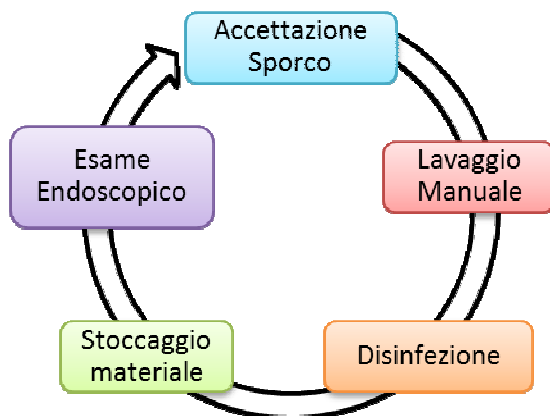 Accettazione
Sporco
Lavaggio
Manuale
Disinfezione
Stoccaggio
materiale
Esame
Endoscopico